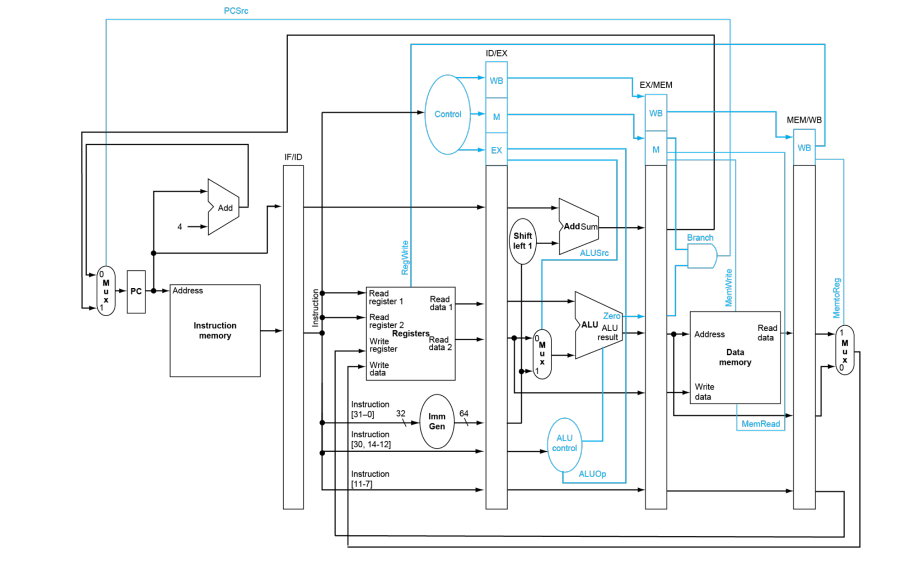 PCSrc
ID/EX
WB
EX/MEM
Control
M
WB
MEM/WB
EX
M
WB
IF/ID
Add
4
Add Sum
Shift
left 1
Branch
ALUSrc
RegWrite
0
M
u
x
1
PC
Address
Instruction
memory
Instruction
Read
register 1
Read
register 2
Write
register
Write
data
Registers
Read
data 1
Read
data 2
0
M
u
x
1
Zero
ALU
ALU
result
MemWrite
Address
Read
data
Data
memory
Write
data
MemtoReg
1
M
u
x
0
Instruction
[31–0]
32
Imm
Gen
64
MemRead
Instruction
[30, 14-12]
ALU
control
ALUOp
Instruction
[11-7]